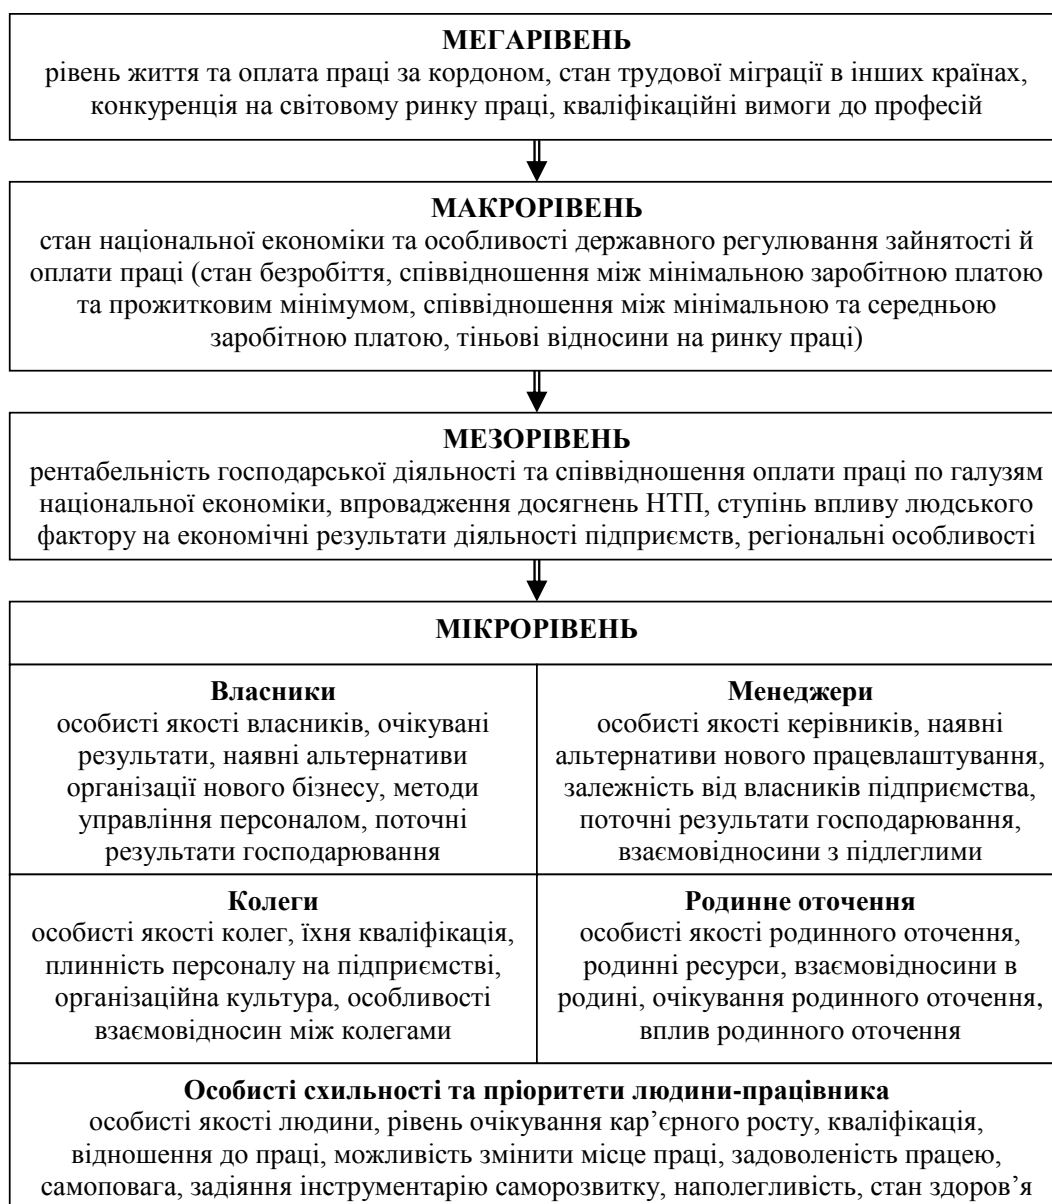 МЕГАРІВЕНЬ
рівень життя та оплата праці за кордоном, стан трудової міграції в інших країнах,
конкуренція на світовому ринку праці, кваліфікаційні вимоги до професій
МАКРОРІВЕНЬ
стан національної економіки та особливості державного регулювання зайнятості й
оплати праці (стан безробіття, співвідношення між мінімальною заробітною платою
та прожитковим мінімумом, співвідношення між мінімальною та середньою
заробітною платою, тіньові відносини на ринку праці)
МЕЗОРІВЕНЬ
рентабельність господарської діяльності та співвідношення оплати праці по галузям
національної економіки, впровадження досягнень НТП, ступінь впливу людського
фактору на економічні результати діяльності підприємств, регіональні особливості
МІКРОРІВЕНЬ
Власники
особисті якості власників, очікувані
результати, наявні альтернативи
організації нового бізнесу, методи
управління персоналом, поточні
результати господарювання
Менеджери
особисті якості керівників, наявні
альтернативи нового працевлаштування,
залежність від власників підприємства,
поточні результати господарювання,
взаємовідносини з підлеглими
Колеги
особисті якості колег, їхня кваліфікація,
плинність персоналу на підприємстві,
організаційна культура, особливості
взаємовідносин між колегами
Родинне оточення
особисті якості родинного оточення,
родинні ресурси, взаємовідносини в
родині, очікування родинного оточення,
вплив родинного оточення
Особисті схильності та пріоритети людини-працівника
особисті якості людини, рівень очікування кар’єрного росту, кваліфікація,
відношення до праці, можливість змінити місце праці, задоволеність працею,
самоповага, задіяння інструментарію саморозвитку, наполегливість, стан здоров’я